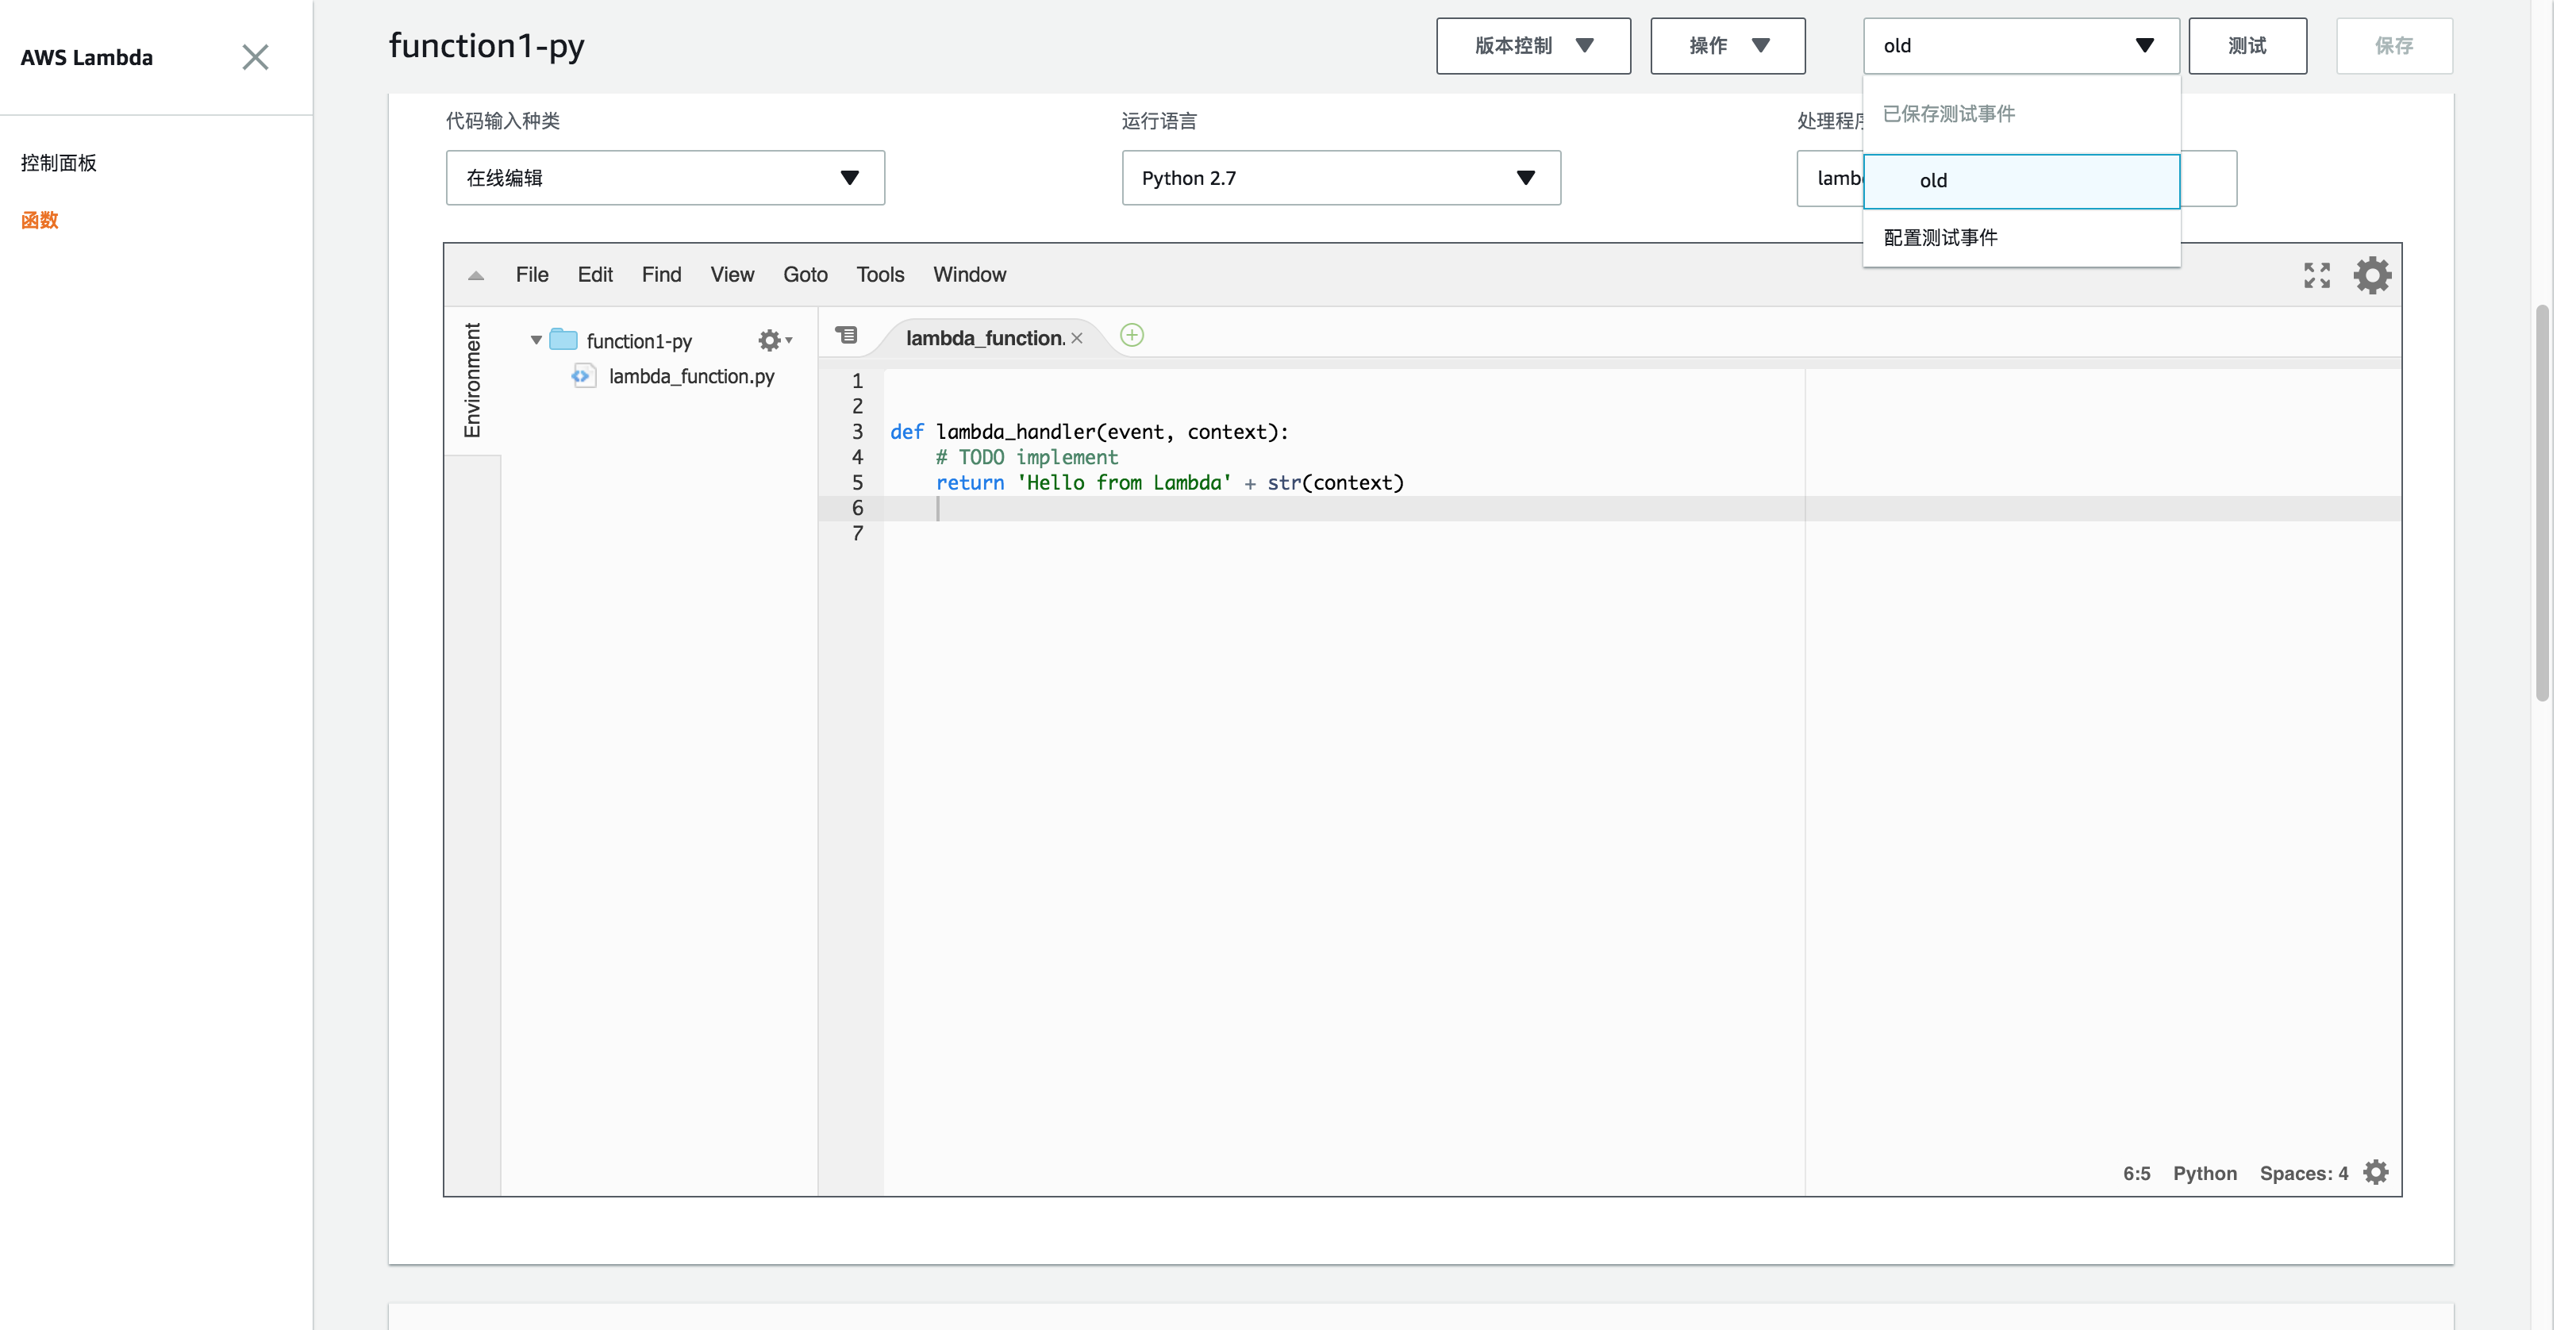 AWS Lambda
控制面板
函数
function1-py
版本控制
操作
old
测试
保存
已保存测试事件
old
配置测试事件
代码输入种类
运行语言
处理程序
在线编辑
Python 2.7
lamb
File Edit Find View Goto Tools Window
Environment
function1-py
lambda_function.py
lambda_function.
1
2
3 def lambda_handler(event, context):
4 # TODO implement
5 return 'Hello from Lambda' + str(context)
6
7
6:5 Python Spaces: 4